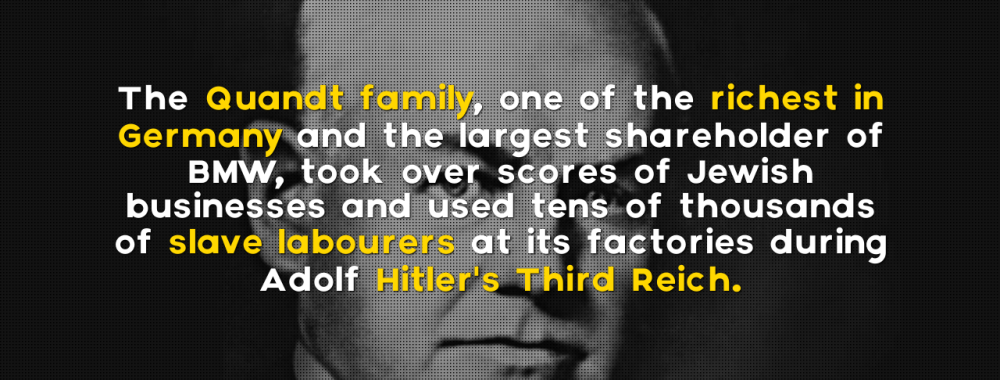 The Quandt family, one of the richest in
Germany and the largest shareholder of
BMW, took over scores of Jewish
businesses and used tens of thousands
of slave labourers at its factories during
Adolf Hitler's Third Reich.